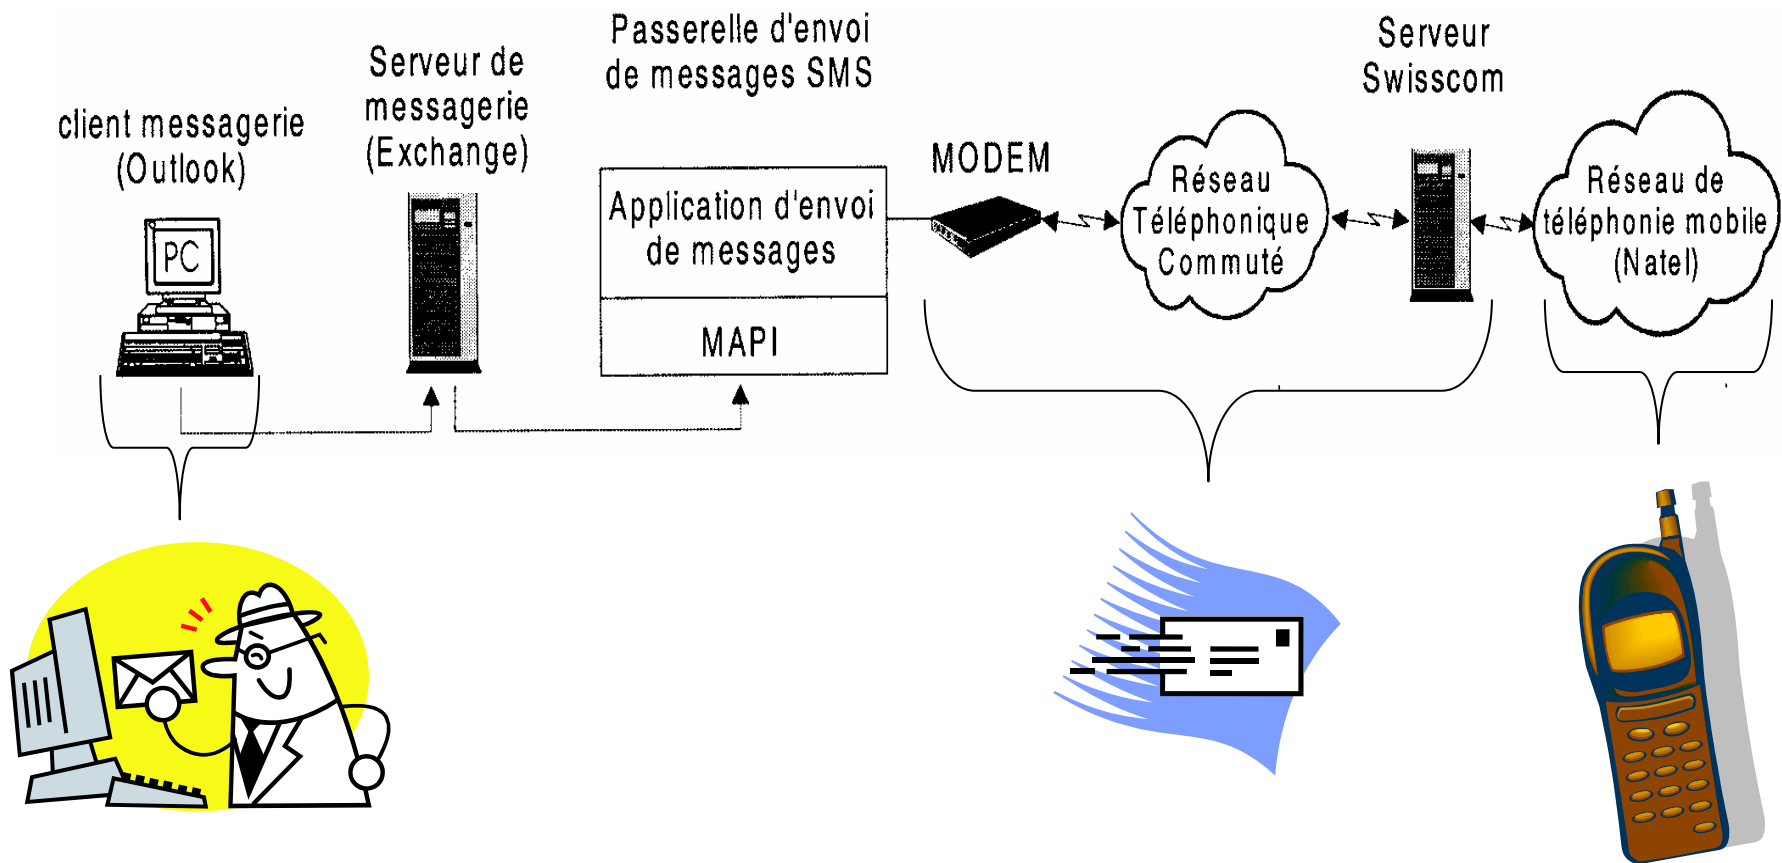 client messagerie
(Outlook)
PC
Serveur de
messagerie
(Exchange)
Passerelle d'envoi
de messages SMS
Application d'envoi
de messages
MAPI
MODEM
Réseau
Téléphonique
Commuté
Serveur
Swisscom
Réseau de
téléphonie mobile
(Natel)